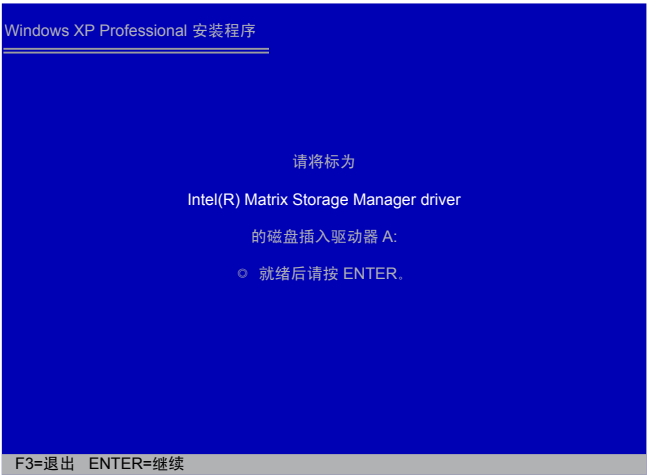 Windows XP Professional 安装程序
请将标为
Intel(R) Matrix Storage Manager driver
的磁盘插入驱动器 A:
◎ 就绪后请按 ENTER。
F3=退出 ENTER=继续